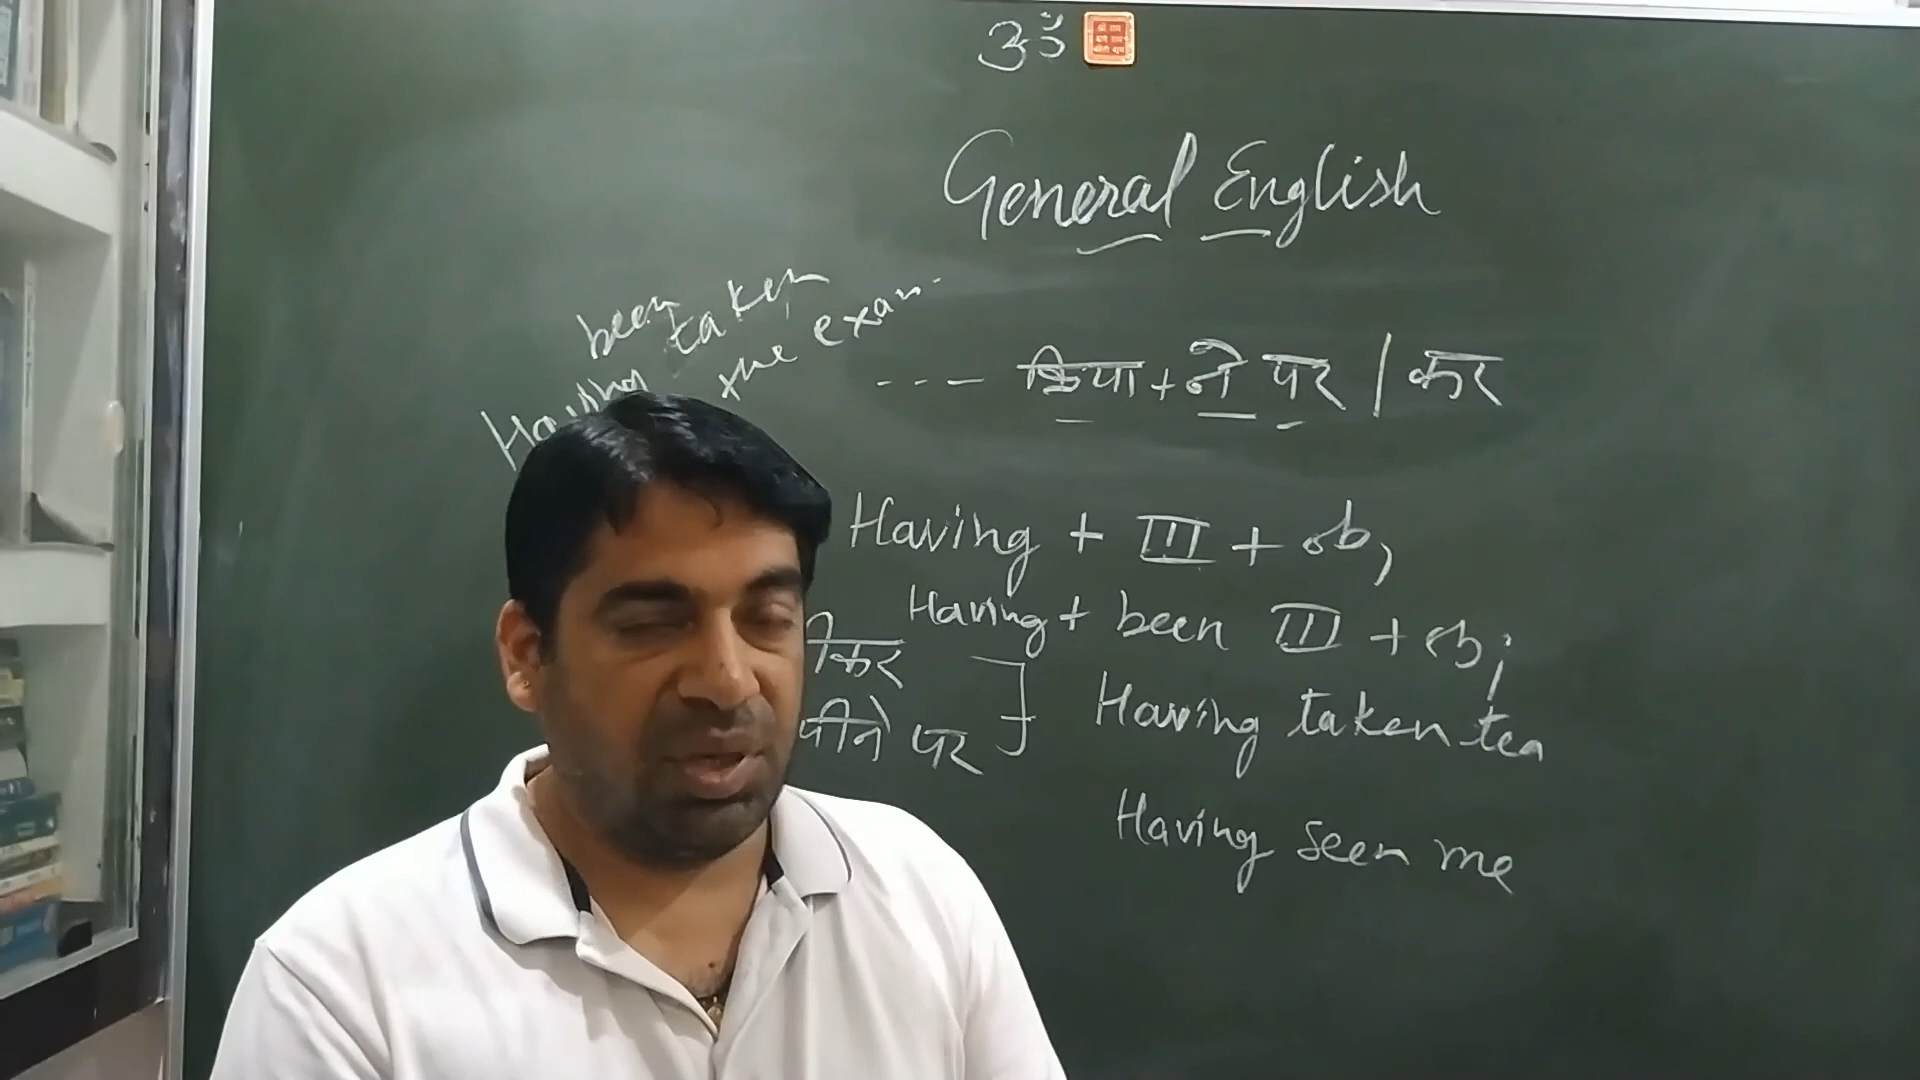 ॐ
General English
been taken
Having the exam.
--- क्रिया + ने पर / कर
Having + III + ob,
Having + been III + ob,
कर
पीने पर ] Having taken tea
Having seen me